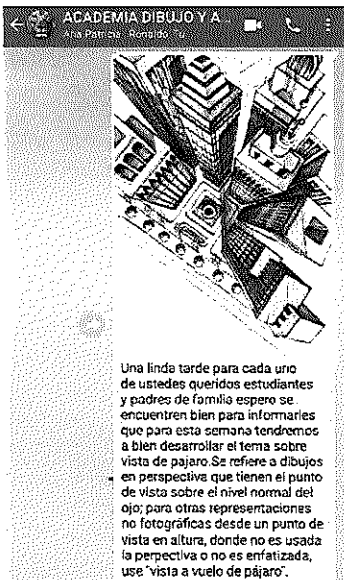 ACADEMIA DIBUJO Y A...
Ana Patricia, Ronaldo, Tú
Una linda tarde para cada uno
de ustedes queridos estudiantes
y padres de familia espero se
encuentren bien para informarles
que para esta semana tendremos
a bien desarrollar el tema sobre
vista de pajaro.Se refiere a dibujos
en perspectiva que tienen el punto
de vista sobre el nivel normal del
ojo; para otras representaciones
no fotográficas desde un punto de
vista en altura, donde no es usada
la perpectiva o no es enfatizada,
use "vista a vuelo de pájaro".